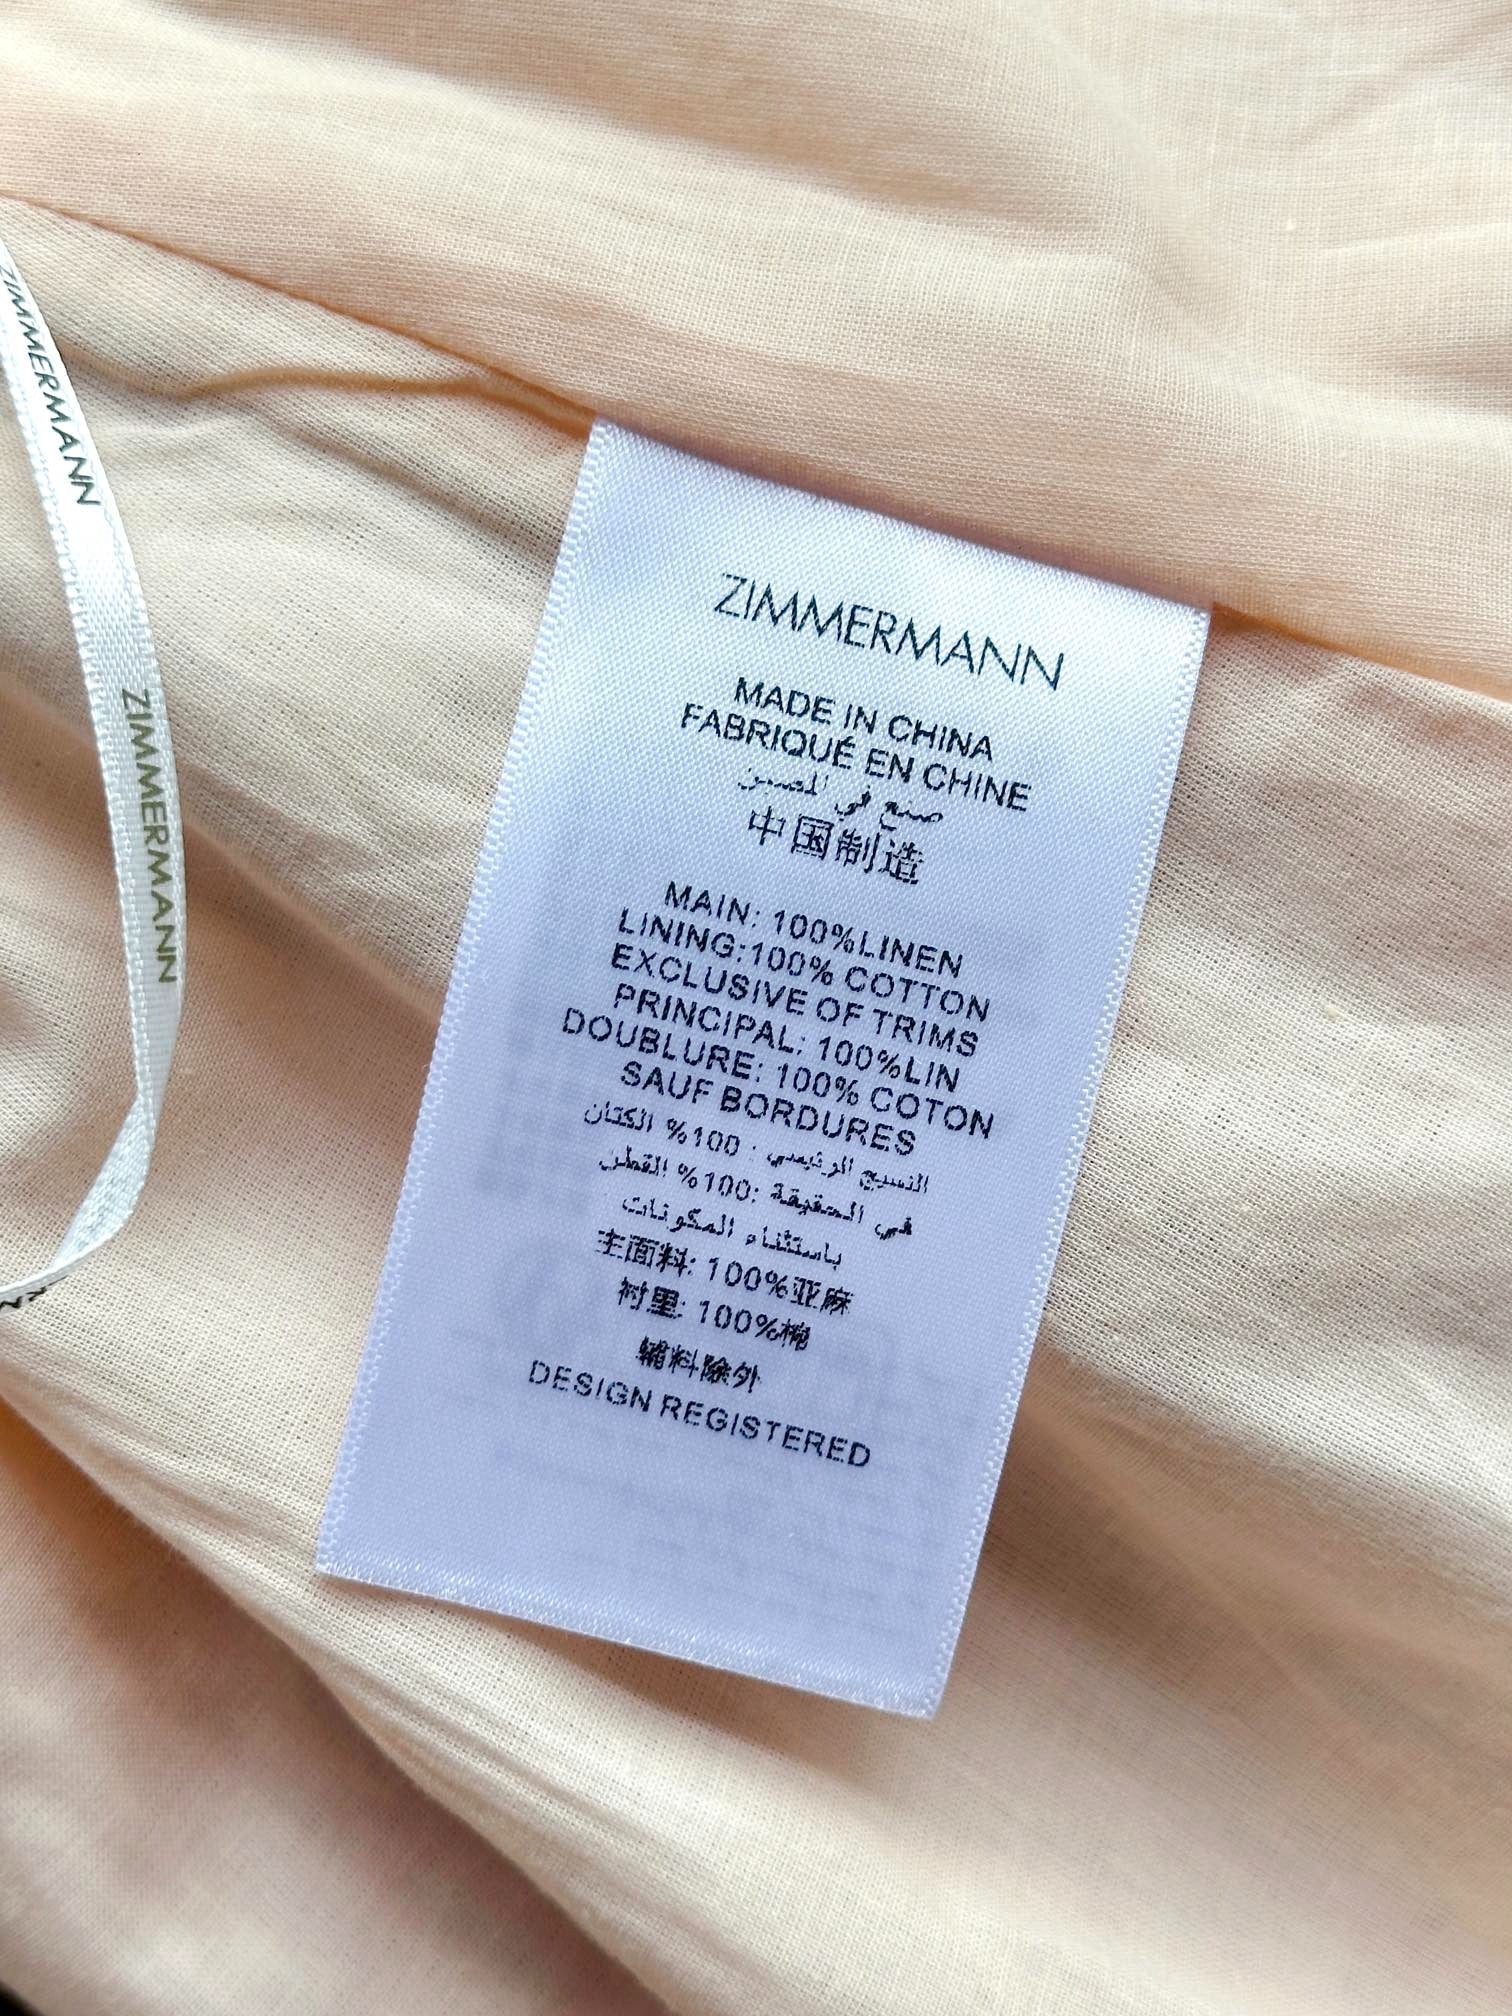 ZIMMERMANN
ZIMMERMANN
ZIMMERMANN
MADE IN CHINA
FABRIQUÉ EN CHINE
صنع في الصين
中国制造
MAIN: 100%LINEN
LINING:100% COTTON
EXCLUSIVE OF TRIMS
PRINCIPAL: 100%LIN
DOUBLURE: 100% COTON
SAUF BORDURES
النسيج الرئيسي : 100% الكتان
في الحقيقة :100% القطن
باستثناء المكونات
主面料: 100%亚麻
衬里: 100%棉
辅料除外
DESIGN REGISTERED